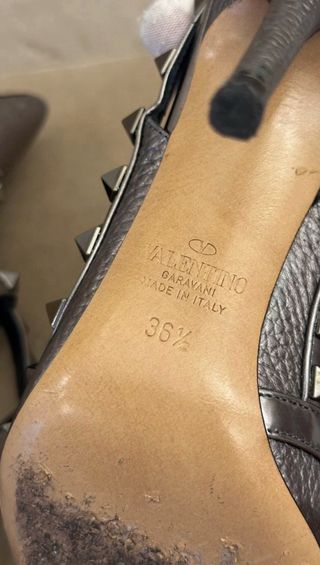 V
VALENTINO
GARAVANI
MADE IN ITALY
36½